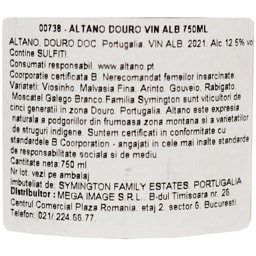 00738 - ALTANO DOURO VIN ALB 750ML
ALTANO. DOURO DOC. Portugalia. VIN ALB. 2021. Alc 12.5% vo
Contine SULFITI.
Consumati responsabil. www.altano.pt
Coorporatie certificata B. Nerecomandat femeilor insarcinate.
Varietati: Viosinho, Malvasia Fina, Arinto, Gouveio, Rabigato,
Moscatel Galego Branco.Familia Symington sunt viticultori de
cinci generatii in zona Douro, Portugalia. Altano este expresia
naturala a podgoriilor din frumoasa zona montana si a varietatilor
de struguri indigene. Suntem certificati in conformitate cu
standardele B Coorporation - angajati in cele mai inalte standarde
de responsabilitate sociala si de mediu
Cantitate neta:750 ml
Nr lot: vezi pe ambalaj
Imbuteliat de: SYMINGTON FAMILY ESTATES, PORTUGALIA
Distribuitor: MEGA IMAGE S.R.L. B-dul Timisoara nr. 26
Centrul Comercial Plaza Romania, etaj 2, sector 6, Bucuresti.
Telefon: 021/ 224.66.77.